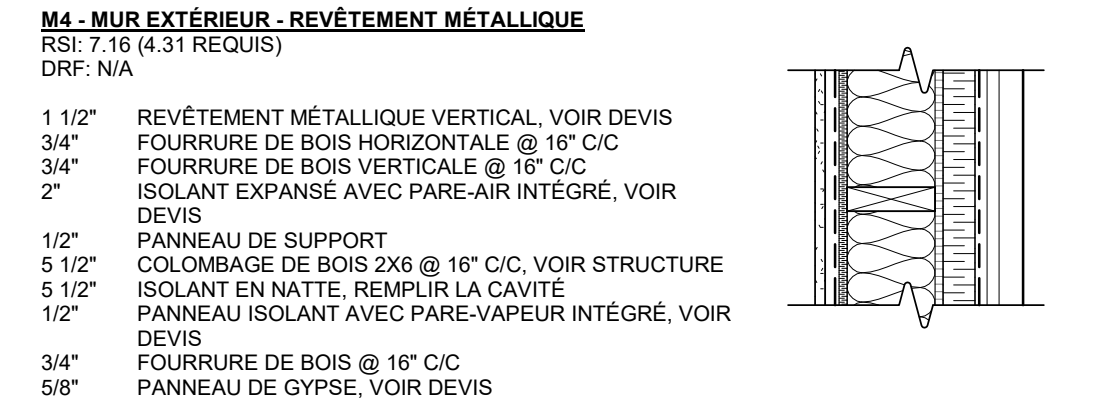 M4 - MUR EXTÉRIEUR - REVÊTEMENT MÉTALLIQUE
RSI: 7.16 (4.31 REQUIS)
DRF: N/A
1 1/2" REVÊTEMENT MÉTALLIQUE VERTICAL, VOIR DEVIS
3/4" FOURRURE DE BOIS HORIZONTALE @ 16" C/C
3/4" FOURRURE DE BOIS VERTICALE @ 16" C/C
2" ISOLANT EXPANSÉ AVEC PARE-AIR INTÉGRÉ, VOIR
DEVIS
1/2" PANNEAU DE SUPPORT
5 1/2" COLOMBAGE DE BOIS 2X6 @ 16" C/C, VOIR STRUCTURE
5 1/2" ISOLANT EN NATTE, REMPLIR LA CAVITÉ
1/2" PANNEAU ISOLANT AVEC PARE-VAPEUR INTÉGRÉ, VOIR
DEVIS
3/4" FOURRURE DE BOIS @ 16" C/C
5/8" PANNEAU DE GYPSE, VOIR DEVIS